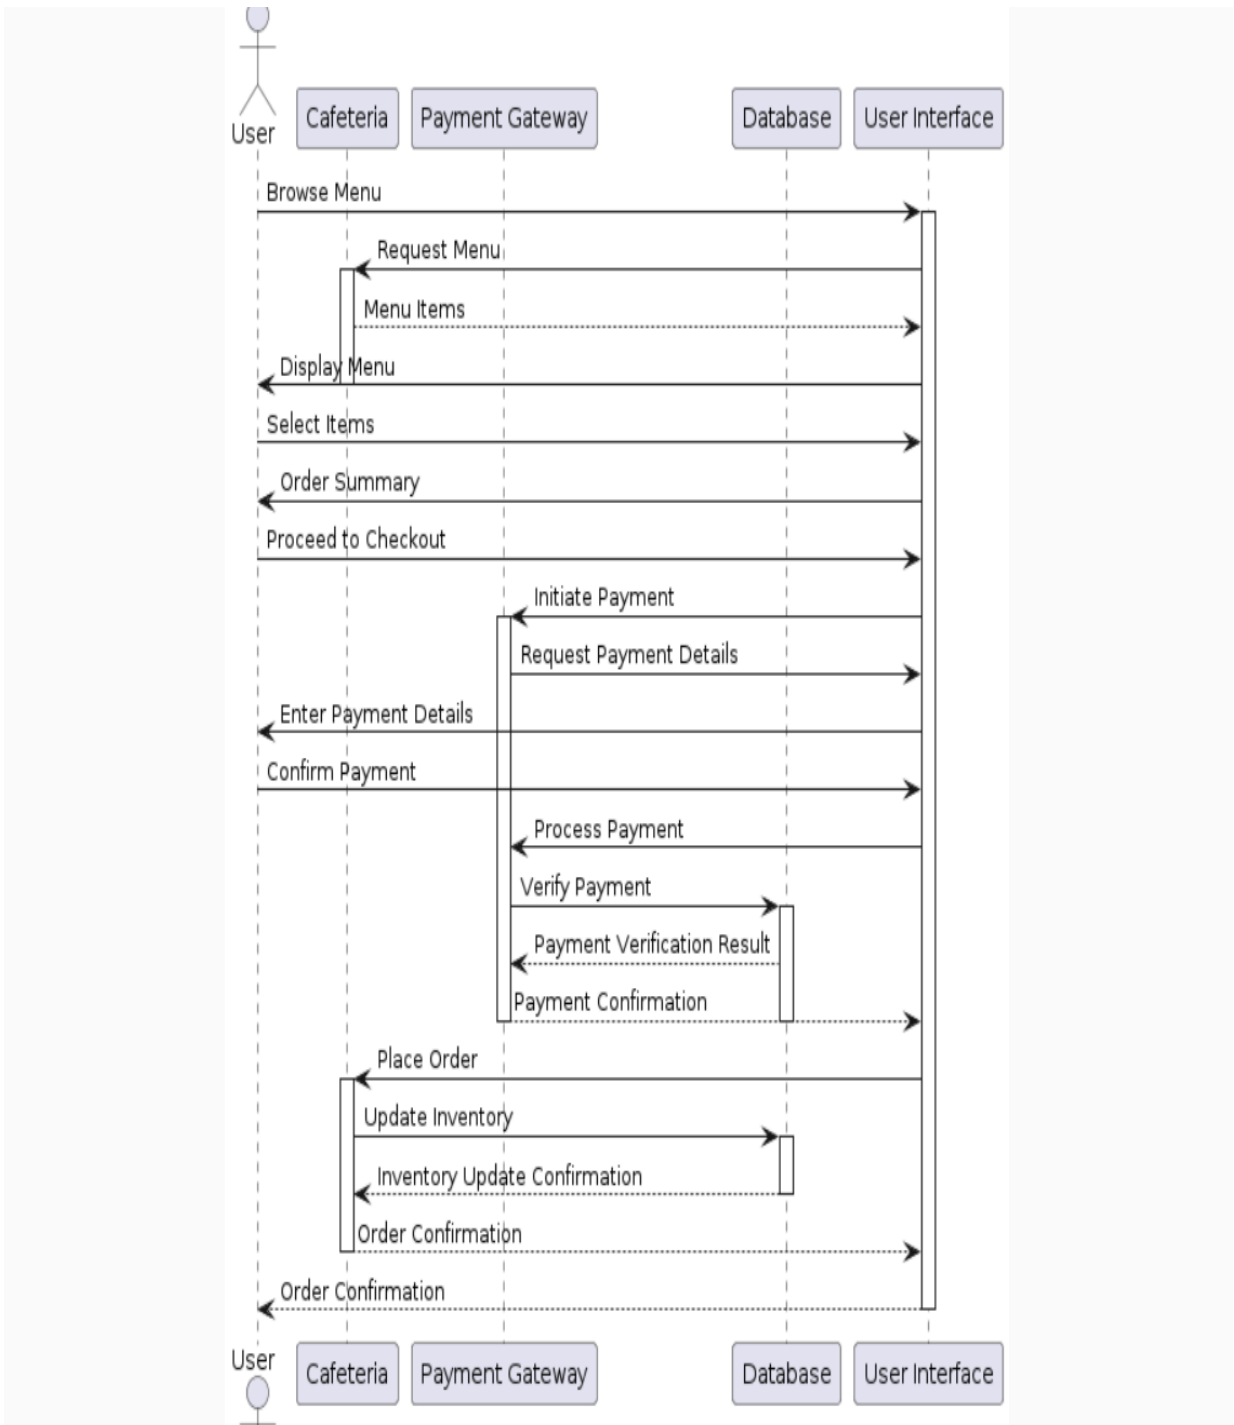 User
Cafeteria
Payment Gateway
Database
User Interface
Browse Menu
Request Menu
Menu Items
Display Menu
Select Items
Order Summary
Proceed to Checkout
Initiate Payment
Request Payment Details
Enter Payment Details
Confirm Payment
Process Payment
Verify Payment
Payment Verification Result
Payment Confirmation
Place Order
Update Inventory
Inventory Update Confirmation
Order Confirmation
Order Confirmation
User
Cafeteria
Payment Gateway
Database
User Interface